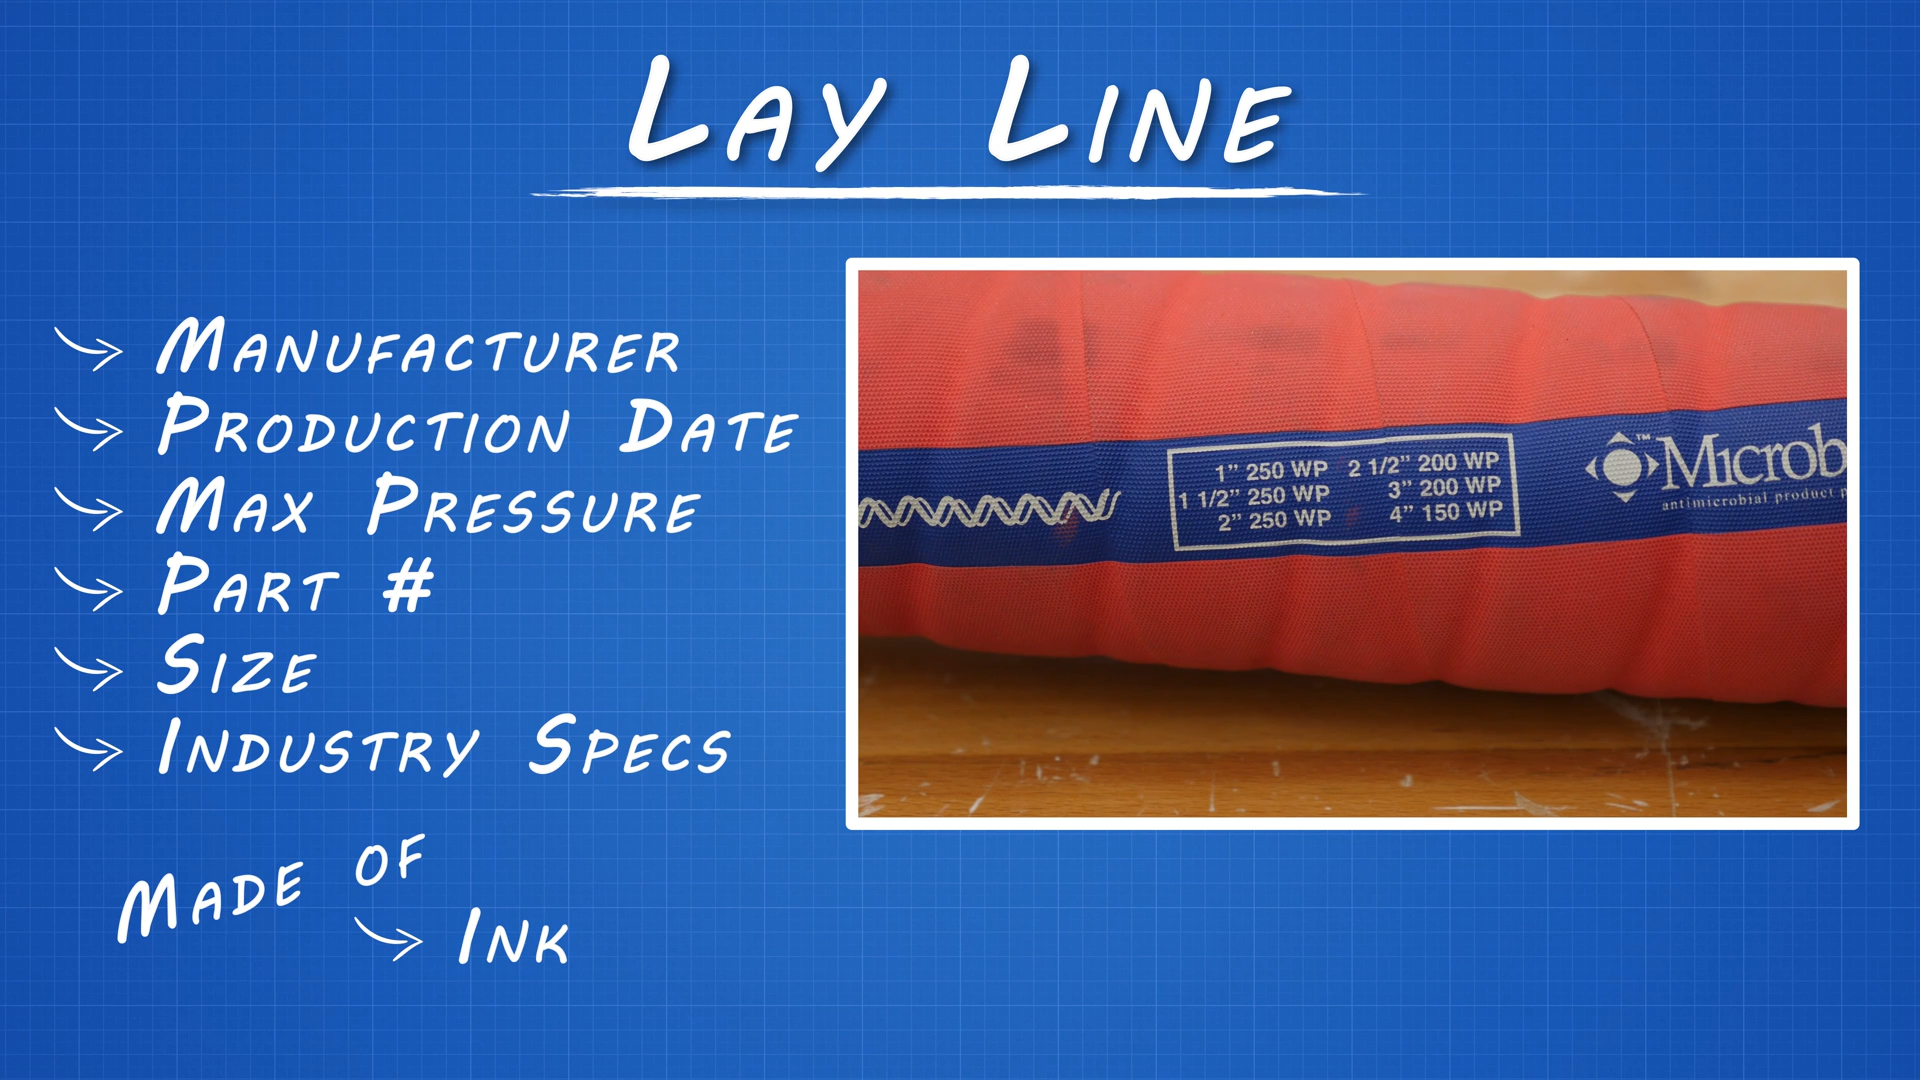 LAY LINE
MANUFACTURER
PRODUCTION DATE
MAX PRESSURE
PART #
SIZE
INDUSTRY SPECS
MADE OF
INK
1” 250 WP 2 1/2” 200 WP
1 1/2” 250 WP 3” 200 WP
2” 250 WP 4” 150 WP
™ Microb
antimicrobial product p